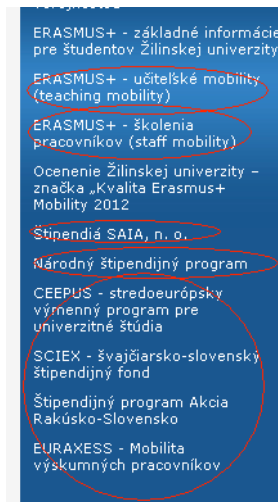 ERASMUS+ - základné informácie
pre študentov Žilinskej univerzity
ERASMUS+ - učiteľské mobility
(teaching mobility)
ERASMUS+ - školenia
pracovníkov (staff mobility)
Ocenenie Žilinskej univerzity –
značka „Kvalita Erasmus+
Mobility 2012
Štipendiá SAIA, n. o.
Národný štipendijný program
CEEPUS - stredoeurópsky
výmenný program pre
univerzitné štúdia
SCIEX - švajčiarsko-slovenský
štipendijný fond
Štipendijný program Akcia
Rakúsko-Slovensko
EURAXESS - Mobilita
výskumných pracovníkov